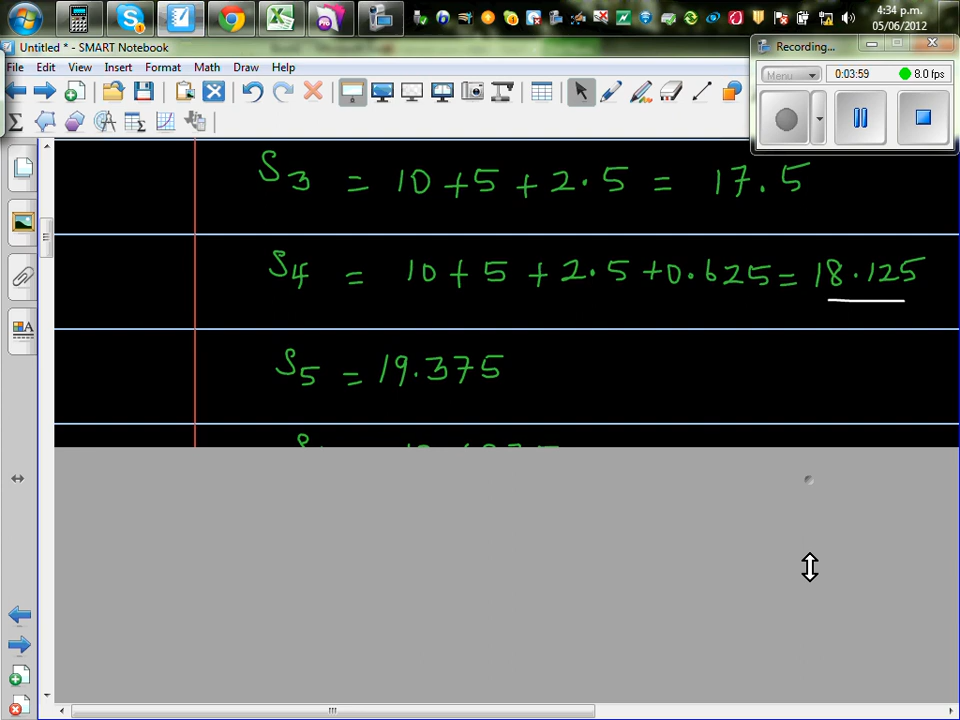 4:34 p.m.
05/06/2012
Untitled * - SMART Notebook
Recording...
File Edit View Insert Format Math Draw Help
Menu
00:03:59
8.0 fps
S3 = 10 + 5 + 2.5 = 17.5
S4 = 10 + 5 + 2.5 + 0.625 = 18.125
S5 = 19.375